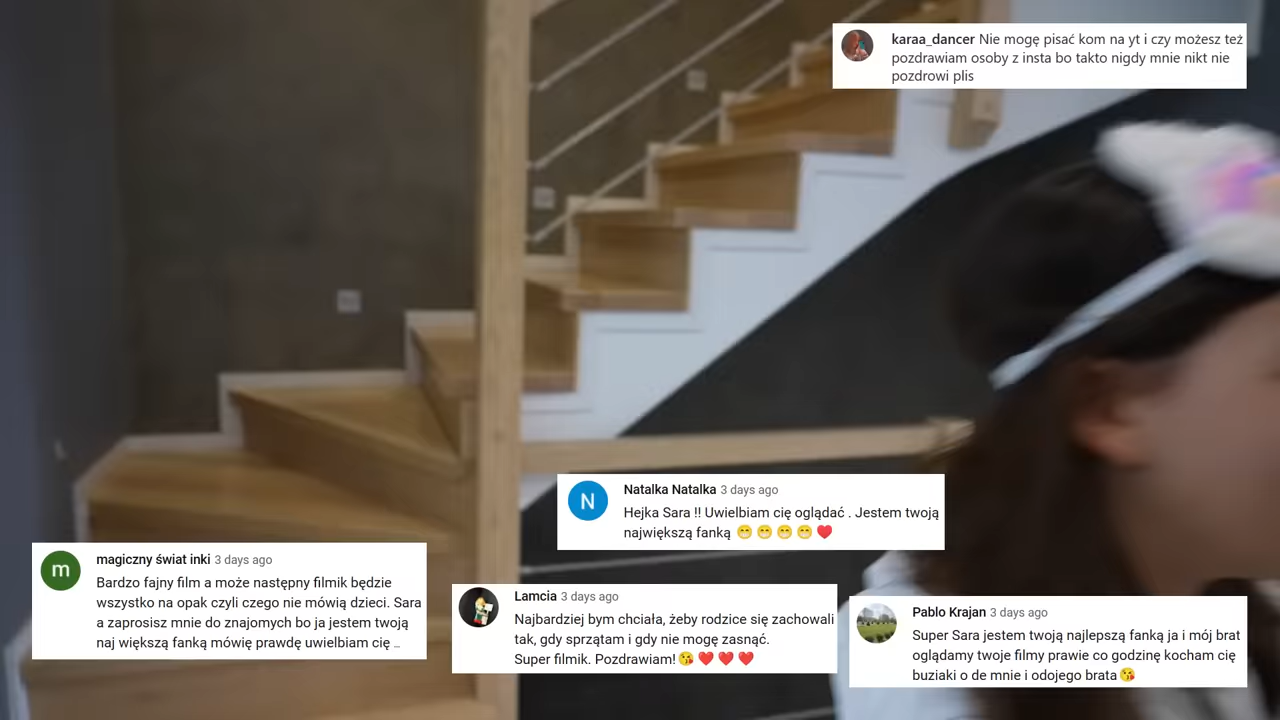 karaa_dancer Nie mogę pisać kom na yt i czy możesz też
pozdrawiam osoby z insta bo takto nigdy mnie nikt nie
pozdrowi plis
N
Natalka Natalka 3 days ago
Hejka Sara !! Uwielbiam cię oglądać . Jestem twoją
największą fanką 😁 😁 😁 😁 ♥️
m
magiczny świat inki 3 days ago
Bardzo fajny film a może następny filmik będzie
wszystko na opak czyli czego nie mówią dzieci. Sara
a zaprosisz mnie do znajomych bo ja jestem twoją
naj większą fanką mówię prawdę uwielbiam cię ...
Lamcia 3 days ago
Najbardziej bym chciała, żeby rodzice się zachowali
tak, gdy sprzątam i gdy nie mogę zasnąć.
Super filmik. Pozdrawiam! 😘 ❤️ ❤️ ❤️
Pablo Krajan 3 days ago
Super Sara jestem twoją najlepszą fanką ja i mój brat
oglądamy twoje filmy prawie co godzinę kocham cię
buziaki o de mnie i odojego brata 😘